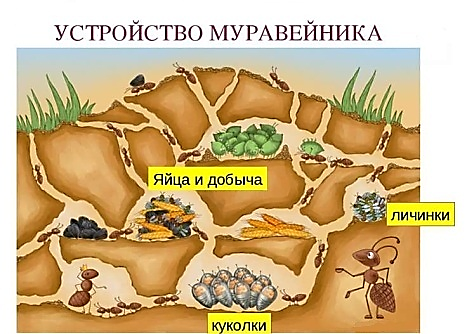 УСТРОЙСТВО МУРАВЕЙНИКА
Яйца и добыча
личинки
куколки